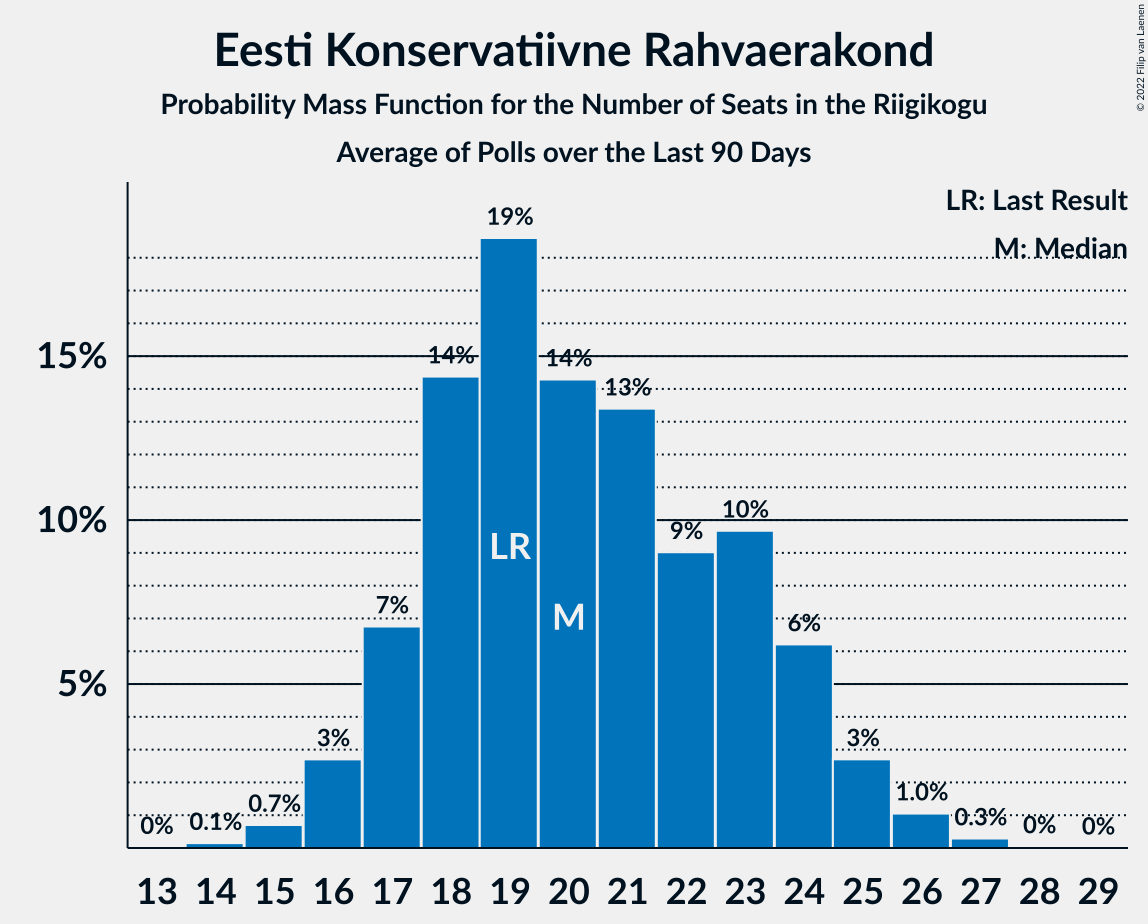 Eesti Konservatiivne Rahvaerakond
Probability Mass Function for the Number of Seats in the Riigikogu
Average of Polls over the Last 90 Days
© 2022 Filip van Laenen
LR: Last Result
M: Median
15%
10%
5%
0%
0.1%
0.7%
3%
7%
14%
19%
14%
13%
9%
10%
6%
3%
1.0%
0.3%
0%
0%
LR
M
13 14 15 16 17 18 19 20 21 22 23 24 25 26 27 28 29